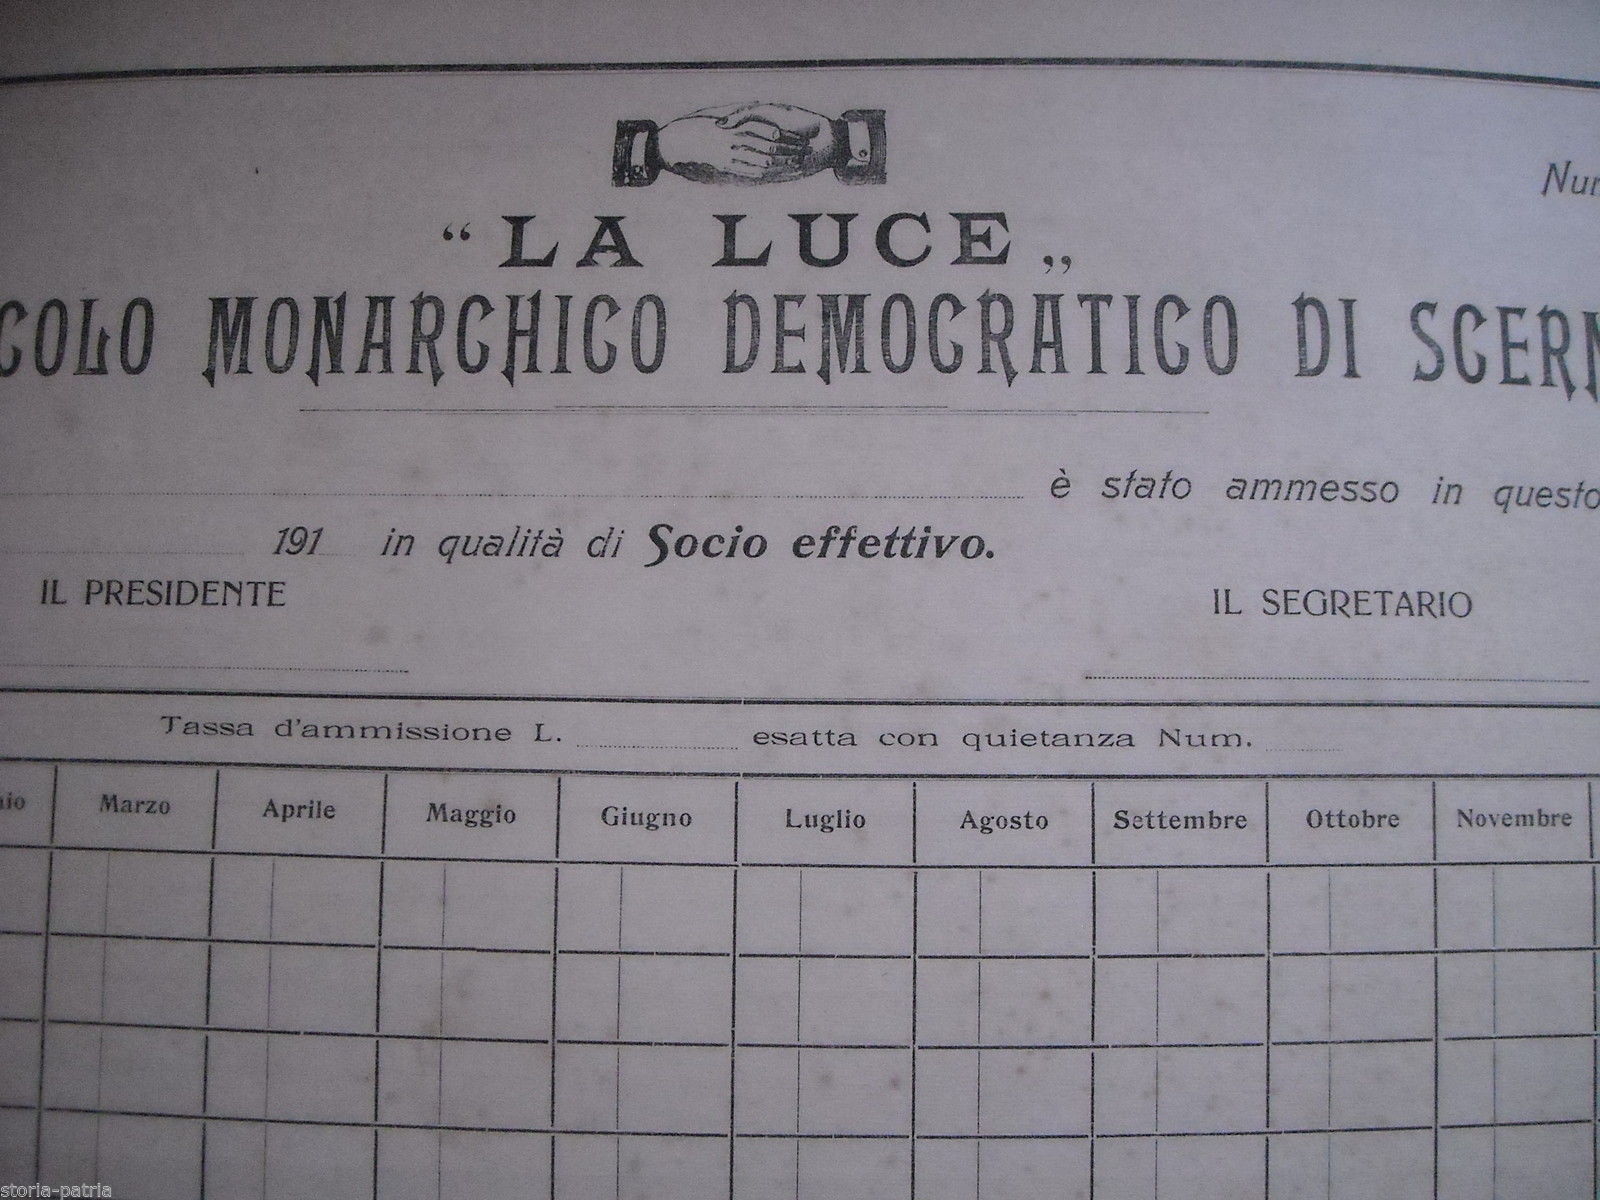 Nu
“ LA LUCE „
COLO MONARCHICO DEMOCRATICO DI SCERN
è stato ammesso in questo
191 in qualità di Socio effettivo.
IL PRESIDENTE IL SEGRETARIO
Tassa d'ammissione L. esatta con quietanza Num.
aio Marzo Aprile Maggio Giugno Luglio Agosto Settembre Ottobre Novembre
storia-patria